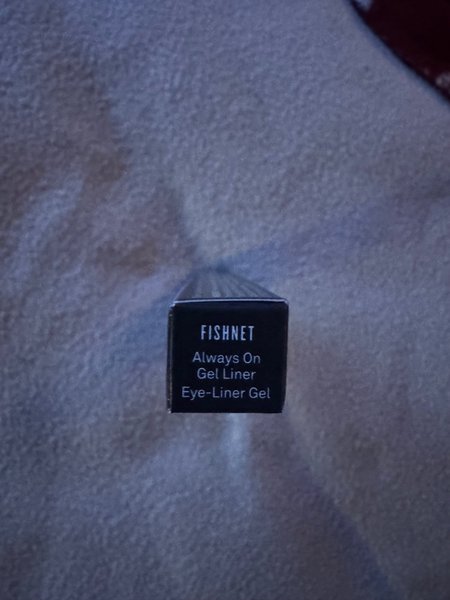 FISHNET
Always On
Gel Liner
Eye-Liner Gel